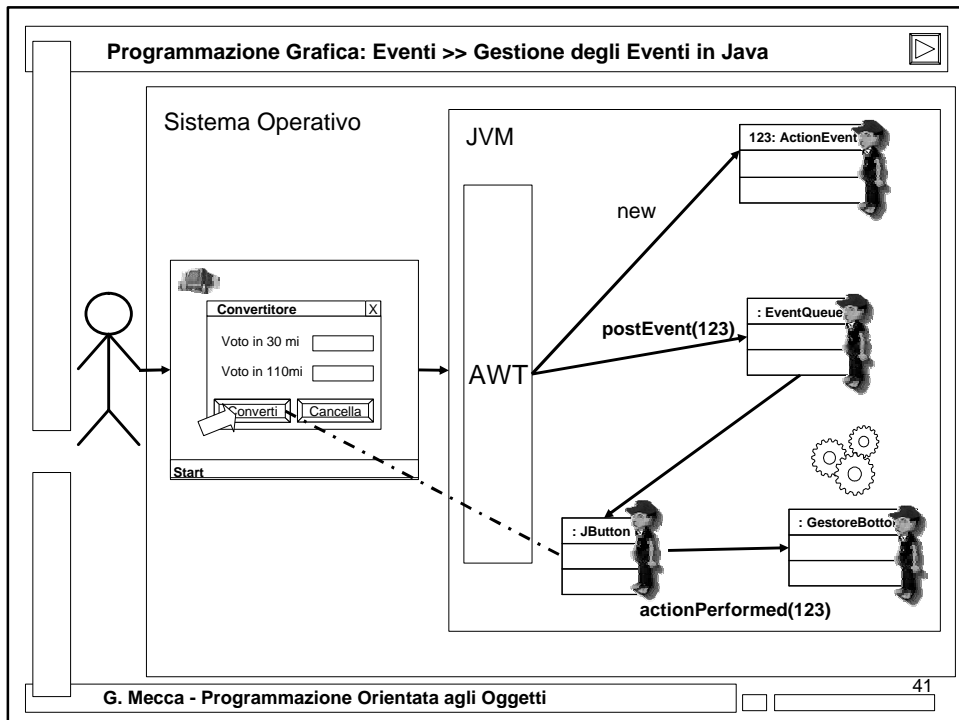 Programmazione Grafica: Eventi >> Gestione degli Eventi in Java
Sistema Operativo
JVM
123: ActionEvent
new
Convertitore X
Voto in 30 mi
Voto in 110mi
Converti Cancella
Start
AWT
: EventQueue
postEvent(123)
: JButton
: GestoreBotto
actionPerformed(123)
G. Mecca - Programmazione Orientata agli Oggetti
41